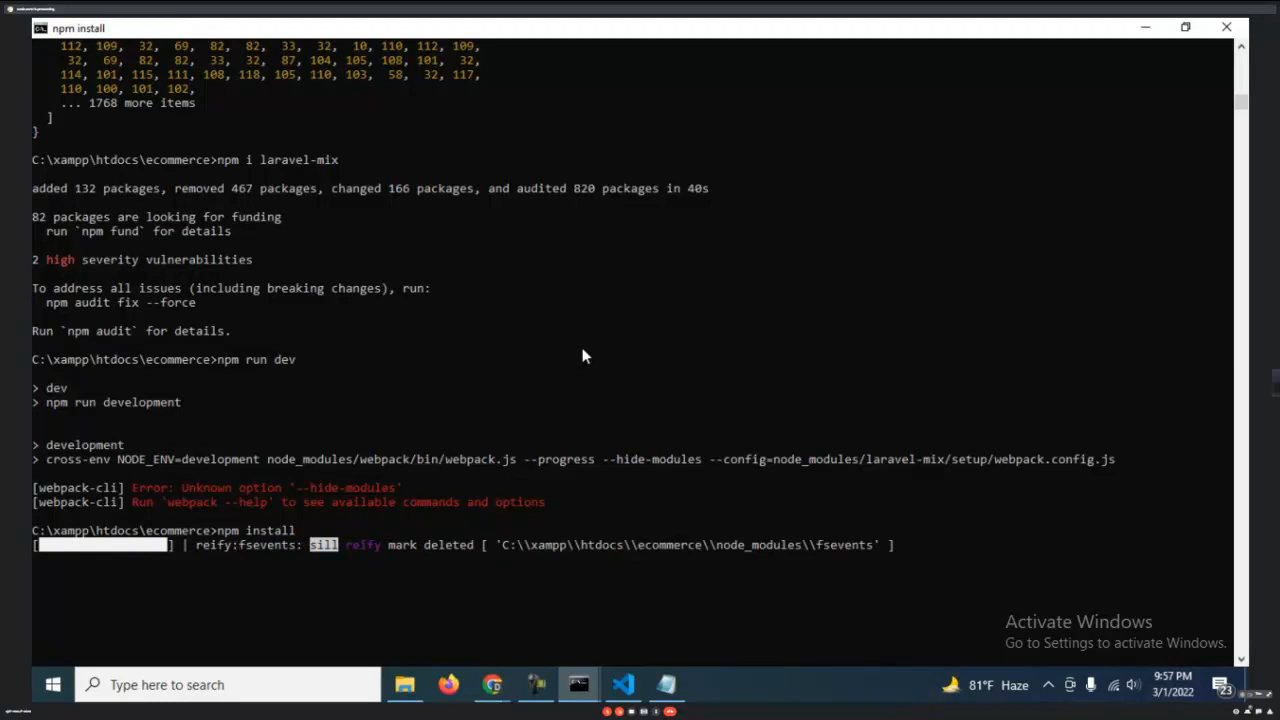 npm install
112, 109, 32, 69, 82, 82, 33, 32, 10, 110, 112, 109,
32, 69, 82, 82, 33, 32, 87, 104, 105, 108, 101, 32,
114, 101, 115, 111, 108, 118, 105, 110, 103, 58, 32, 117,
110, 100, 101, 102,
... 1768 more items
]
}
C:\xampp\htdocs\ecommerce>npm i laravel-mix
added 132 packages, removed 467 packages, changed 166 packages, and audited 820 packages in 40s
82 packages are looking for funding
run `npm fund` for details
2 high severity vulnerabilities
To address all issues (including breaking changes), run:
npm audit fix --force
Run `npm audit` for details.
C:\xampp\htdocs\ecommerce>npm run dev
> dev
> npm run development
> development
> cross-env NODE_ENV=development node_modules/webpack/bin/webpack.js --progress --hide-modules --config=node_modules/laravel-mix/setup/webpack.config.js
[webpack-cli] Error: Unknown option '--hide-modules'
[webpack-cli] Run 'webpack --help' to see available commands and options
C:\xampp\htdocs\ecommerce>npm install
[ ] | reify:fsevents: sill reify mark deleted [ 'C:\\xampp\\htdocs\\ecommerce\\node_modules\\fsevents' ]
Activate Windows
Go to Settings to activate Windows.
Type here to search
81°F Haze
9:57 PM
3/1/2022
23